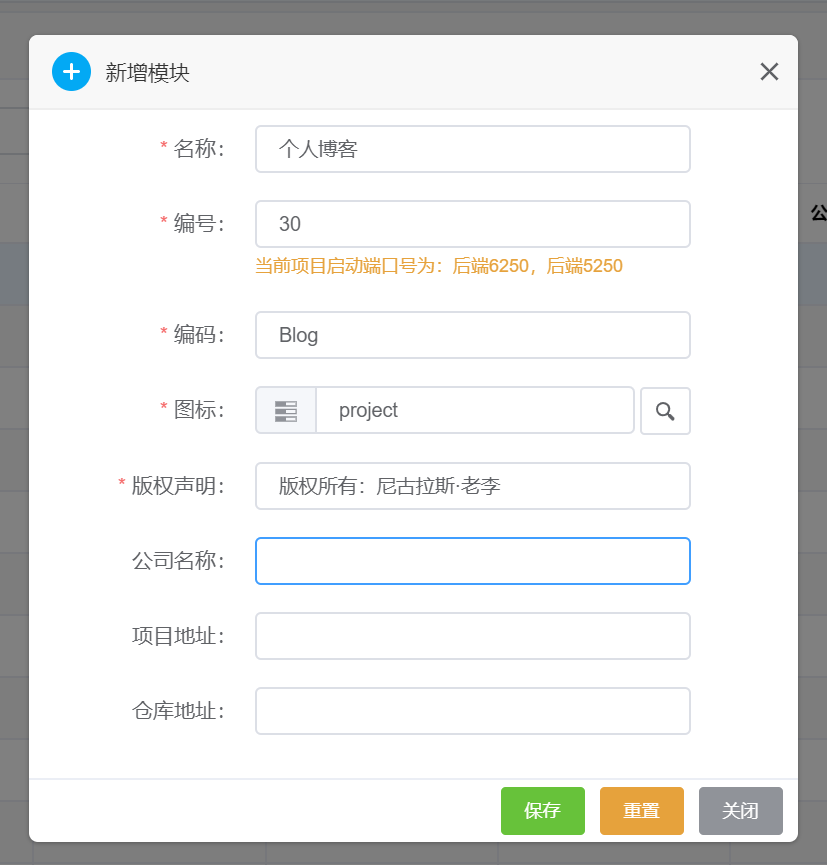 新增模块
* 名称：
个人博客
公
* 编号：
30
当前项目启动端口号为：后端6250，后端5250
* 编码：
Blog
* 图标：
project
* 版权声明：
版权所有：尼古拉斯·老李
公司名称：
项目地址：
仓库地址：
保存
重置
关闭